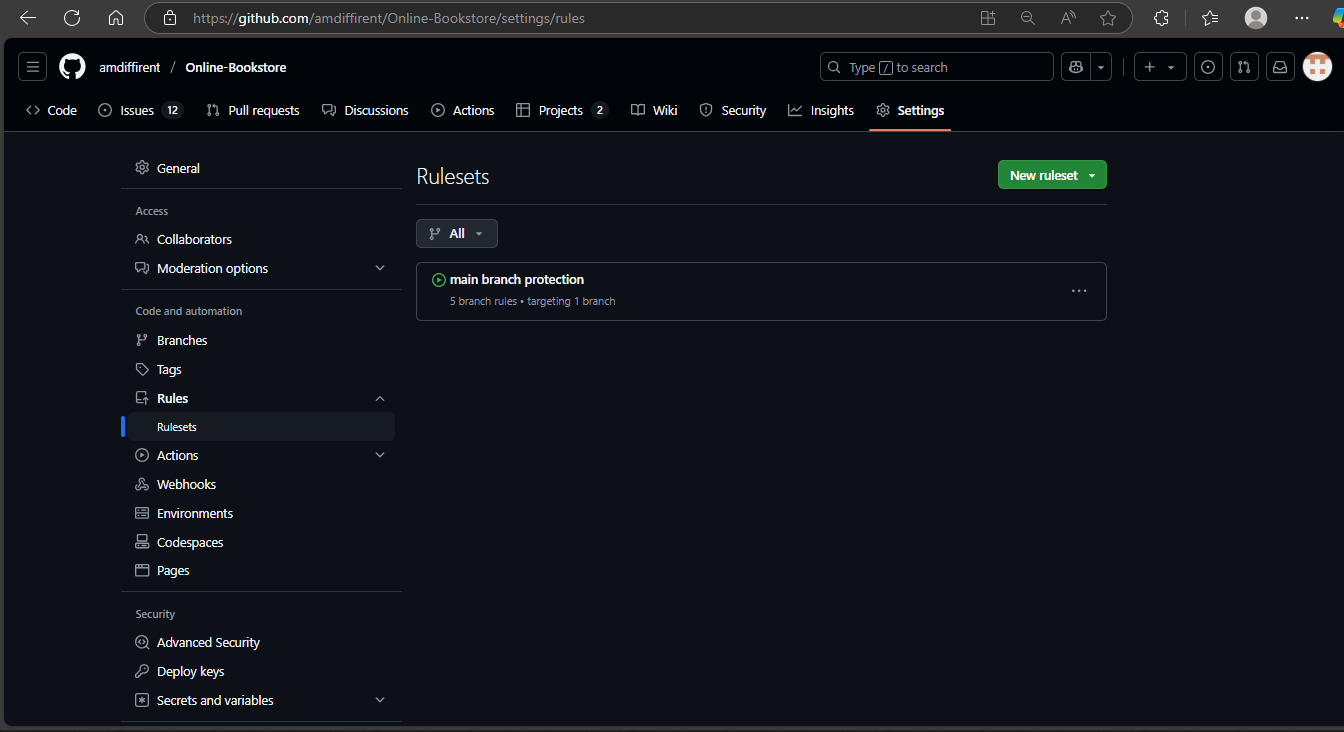 https://github.com/amdiffirent/Online-Bookstore/settings/rules
amdiffirent / Online-Bookstore
Type / to search
Code
Issues 12
Pull requests
Discussions
Actions
Projects 2
Wiki
Security
Insights
Settings
General
Access
Collaborators
Moderation options
Code and automation
Branches
Tags
Rules
Rulesets
Actions
Webhooks
Environments
Codespaces
Pages
Security
Advanced Security
Deploy keys
Secrets and variables
Rulesets
New ruleset
All
main branch protection
5 branch rules • targeting 1 branch